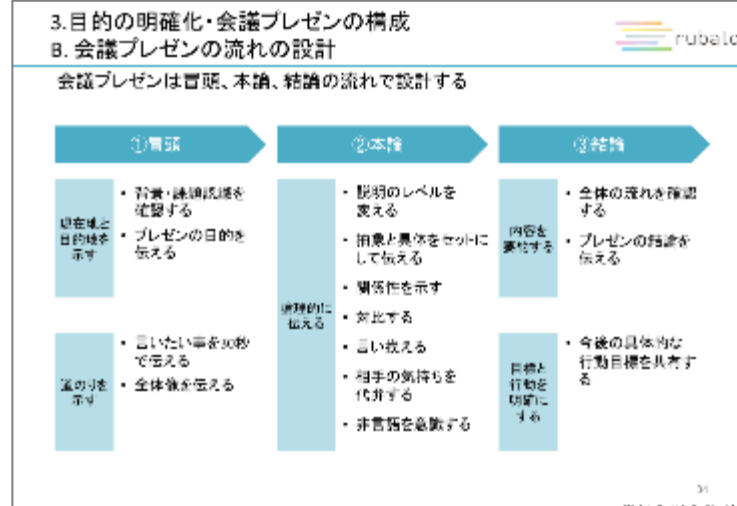 3.目的の明確化・会議プレゼンの構成
B. 会議プレゼンの流れの設計
rubato
会議プレゼンは冒頭、本論、結論の流れで設計する
①冒頭
現在地と
目的地を
示す
• 背景・課題認識を
確認する
• プレゼンの目的を
伝える
道のりを
示す
• 言いたい事を30秒
で伝える
• 全体像を伝える
②本論
論理的に
伝える
• 説明のレベルを
変える
• 抽象と具体をセットに
して伝える
• 関係性を示す
• 対比する
• 言い換える
• 相手の気持ちを
代弁する
• 非言語を意識する
③結論
内容を
要約する
• 全体の流れを確認
する
• プレゼンの結論を
伝える
目標と
行動を
明確に
する
• 今後の具体的な
行動目標を共有す
る